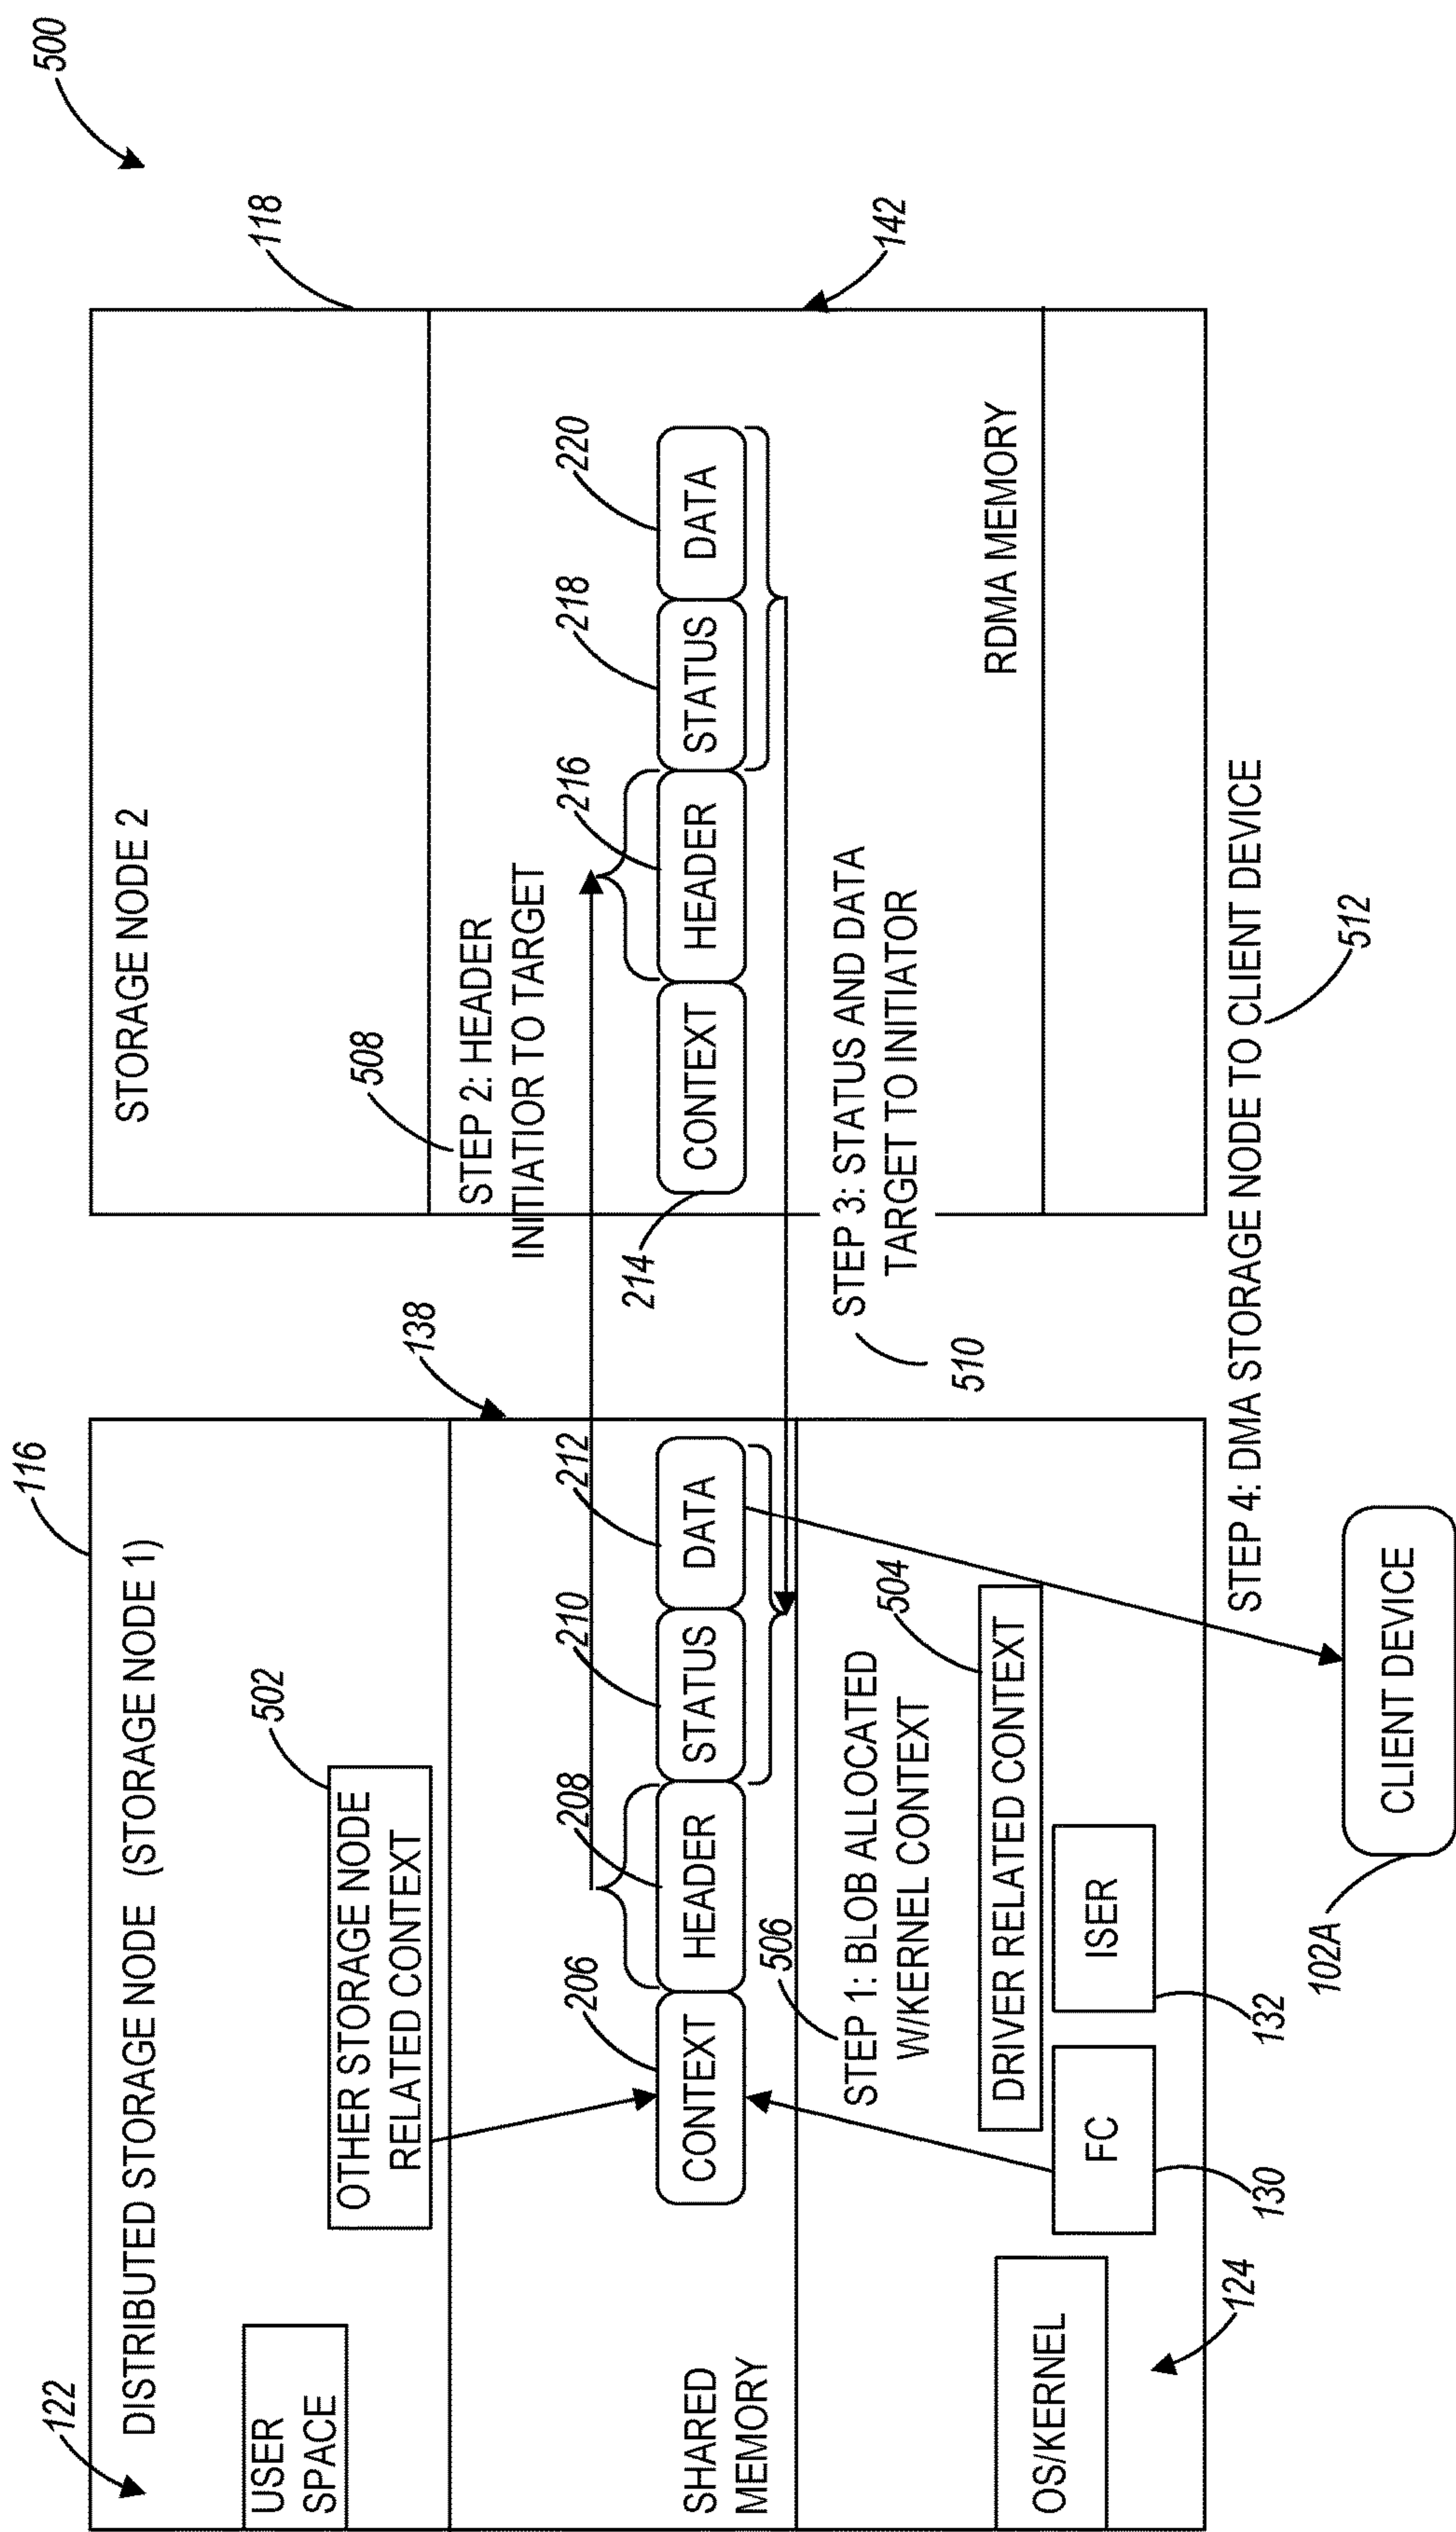 500
122
116
DISTRIBUTED STORAGE NODE (STORAGE NODE 1)
USER
SPACE
502
OTHER STORAGE NODE
RELATED CONTEXT
138
SHARED
MEMORY
206
208
210
212
CONTEXT
HEADER
STATUS
DATA
506
STEP 1: BLOB ALLOCATED
W/KERNEL CONTEXT
504
DRIVER RELATED CONTEXT
OS/KERNEL
124
FC
130
ISER
132
118
STORAGE NODE 2
508
STEP 2: HEADER
INITIATIOR TO TARGET
142
214
216
218
220
CONTEXT
HEADER
STATUS
DATA
STEP 3: STATUS AND DATA
TARGET TO INITIATOR
510
RDMA MEMORY
STEP 4: DMA STORAGE NODE TO CLIENT DEVICE
512
CLIENT DEVICE
102A